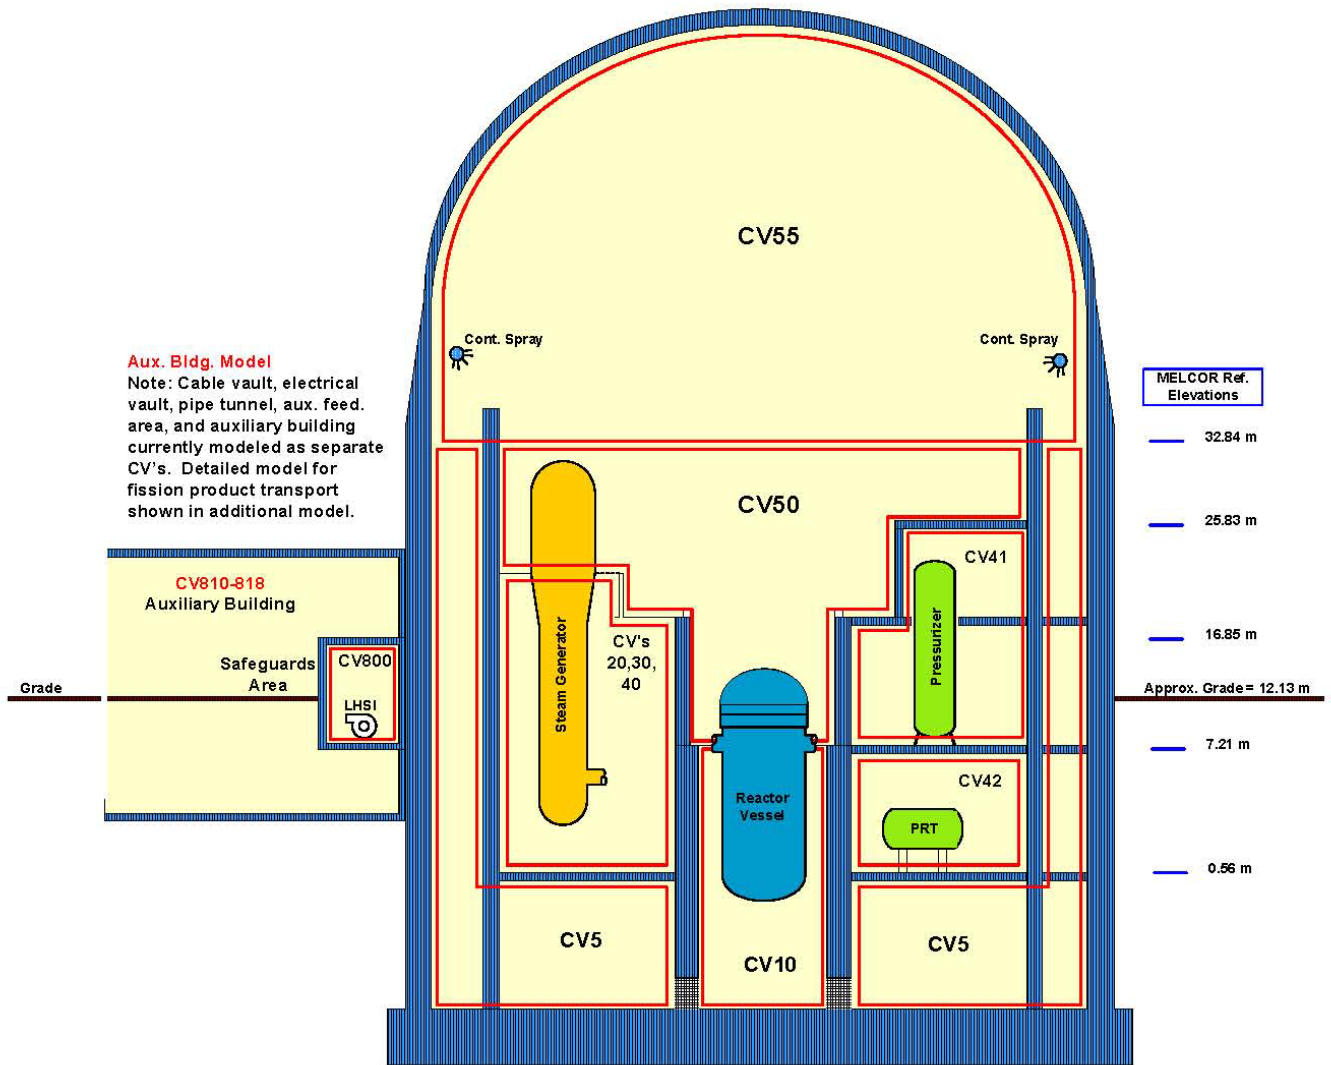 CV55
Cont. Spray
Cont. Spray
Aux. Bldg. Model
Note: Cable vault, electrical
vault, pipe tunnel, aux. feed.
area, and auxiliary building
currently modeled as separate
CV's. Detailed model for
fission product transport
shown in additional model.
MELCOR Ref.
Elevations
32.84 m
CV50
25.83 m
CV41
CV810-818
Auxiliary Building
CV's
20,30,
40
Steam Generator
Pressurizer
16.85 m
Safeguards
Area
CV800
LHSI
Grade
Approx. Grade = 12.13 m
7.21 m
CV42
Reactor
Vessel
PRT
0.56 m
CV5
CV10
CV5